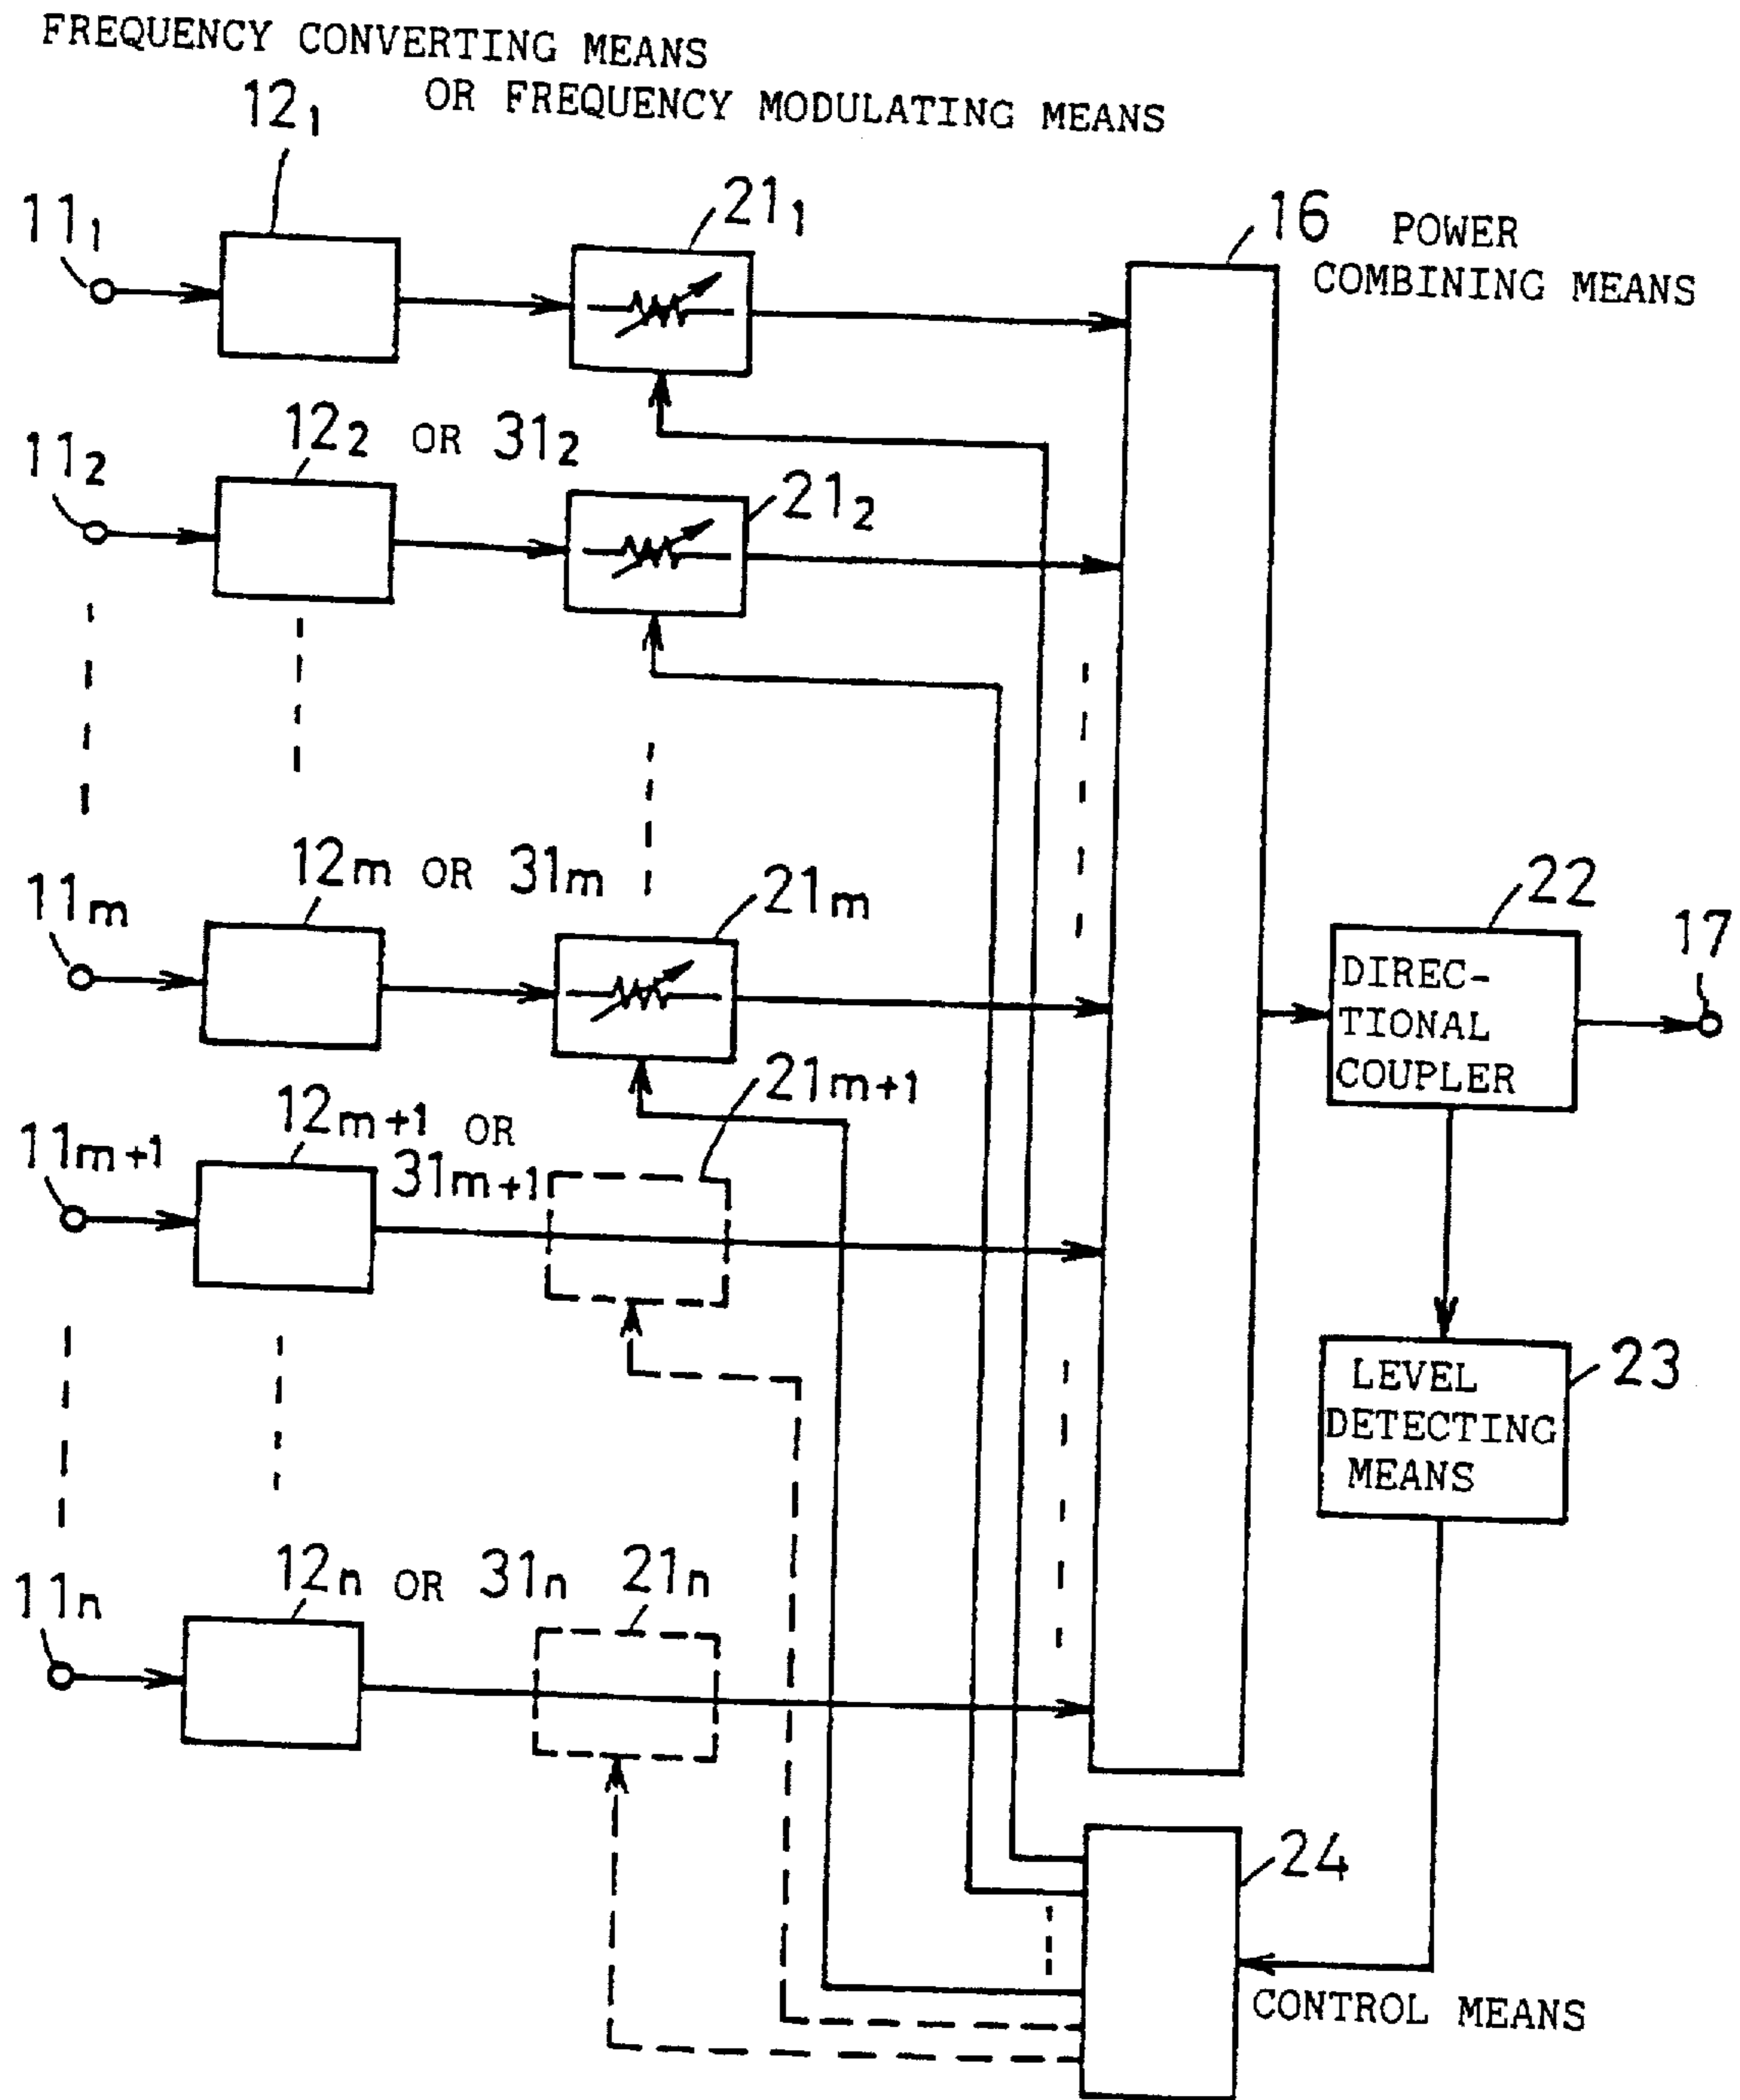 FREQUENCY CONVERTING MEANS
OR FREQUENCY MODULATING MEANS
12₁
11₁
21₁
16 POWER
COMBINING MEANS
12₂ OR 31₂
11₂
21₂
12m OR 31m
11m
21m
22
17
DIREC-
TIONAL
COUPLER
21m+1
12m+1 OR
31m+1
11m+1
23
LEVEL
DETECTING
MEANS
12n OR 31n
21n
11n
24
CONTROL MEANS